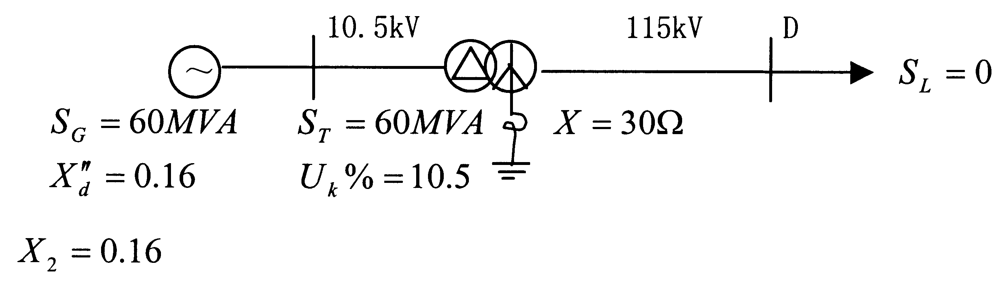 10.5kV 115kV D
~
S_L = 0
S_G = 60MVA S_T = 60MVA X = 30Ω
X″_d = 0.16 U_k% = 10.5
X_2 = 0.16